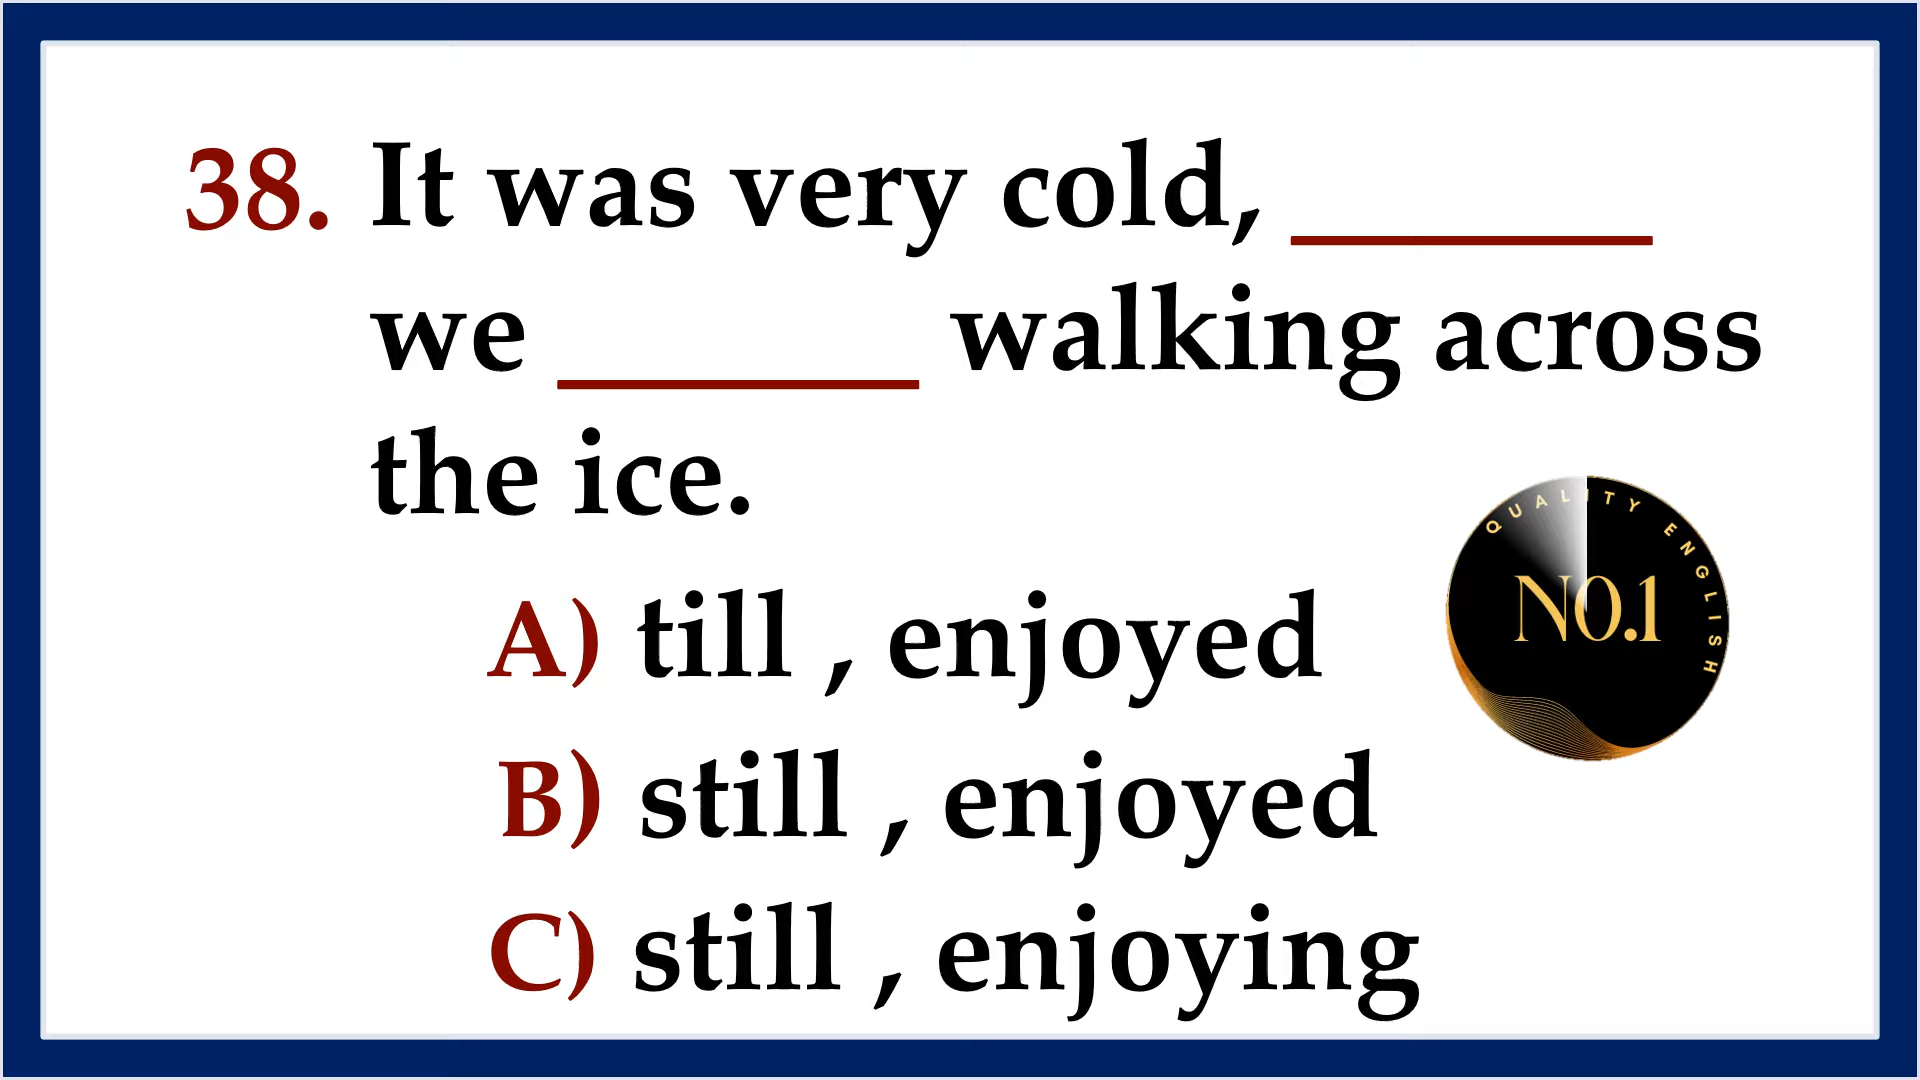 38. It was very cold, ______
we ______ walking across
the ice.
QUALITY ENGLISH
NO.1
A) till , enjoyed
B) still , enjoyed
C) still , enjoying